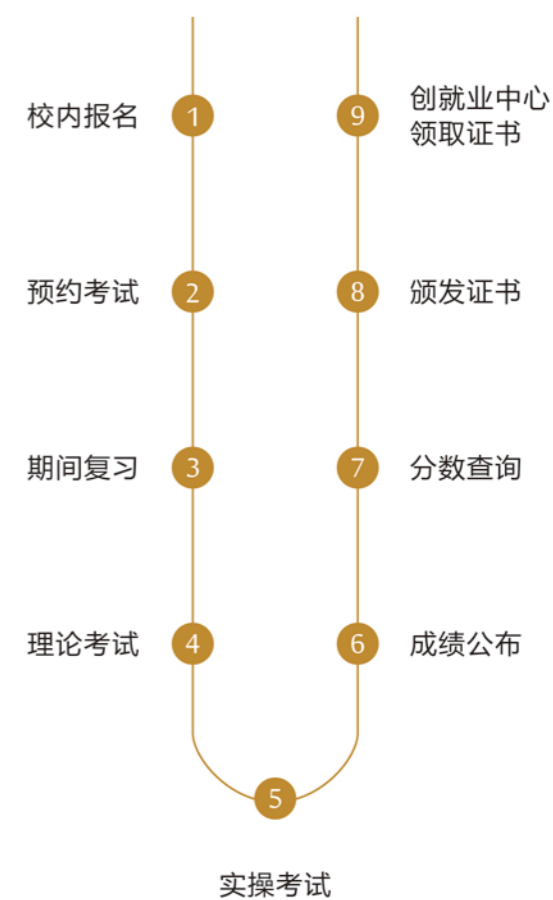 1
校内报名
2
预约考试
3
期间复习
4
理论考试
5
实操考试
6
成绩公布
7
分数查询
8
颁发证书
9
创就业中心
领取证书